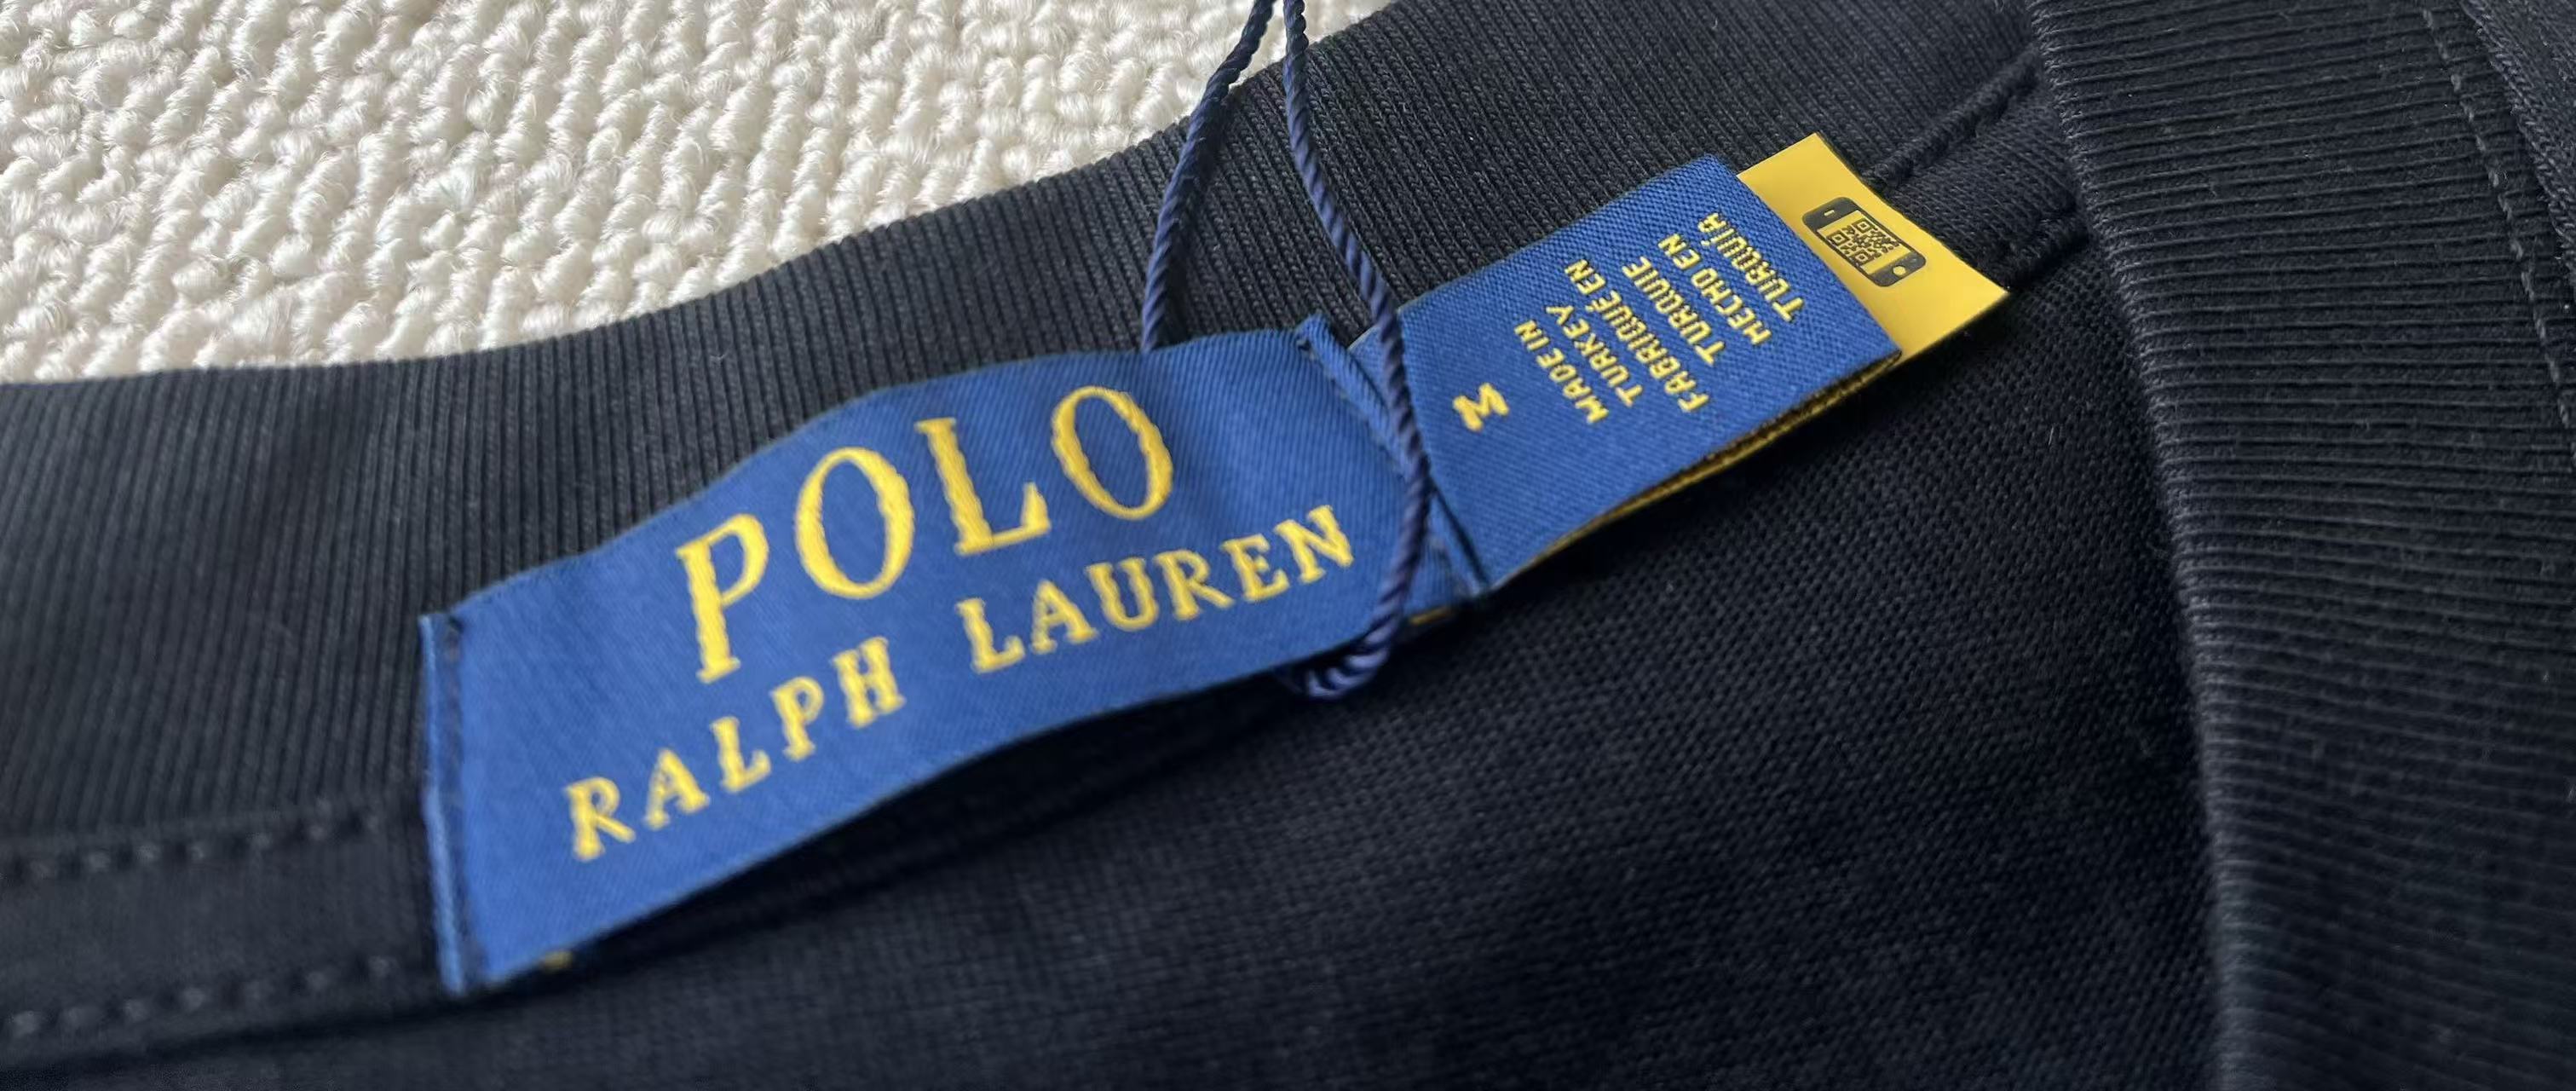 POLO
RALPH LAUREN
M
MADE IN
TURKEY
FABRIQUÉ EN
TURQUIE
HECHO EN
TURQUÍA